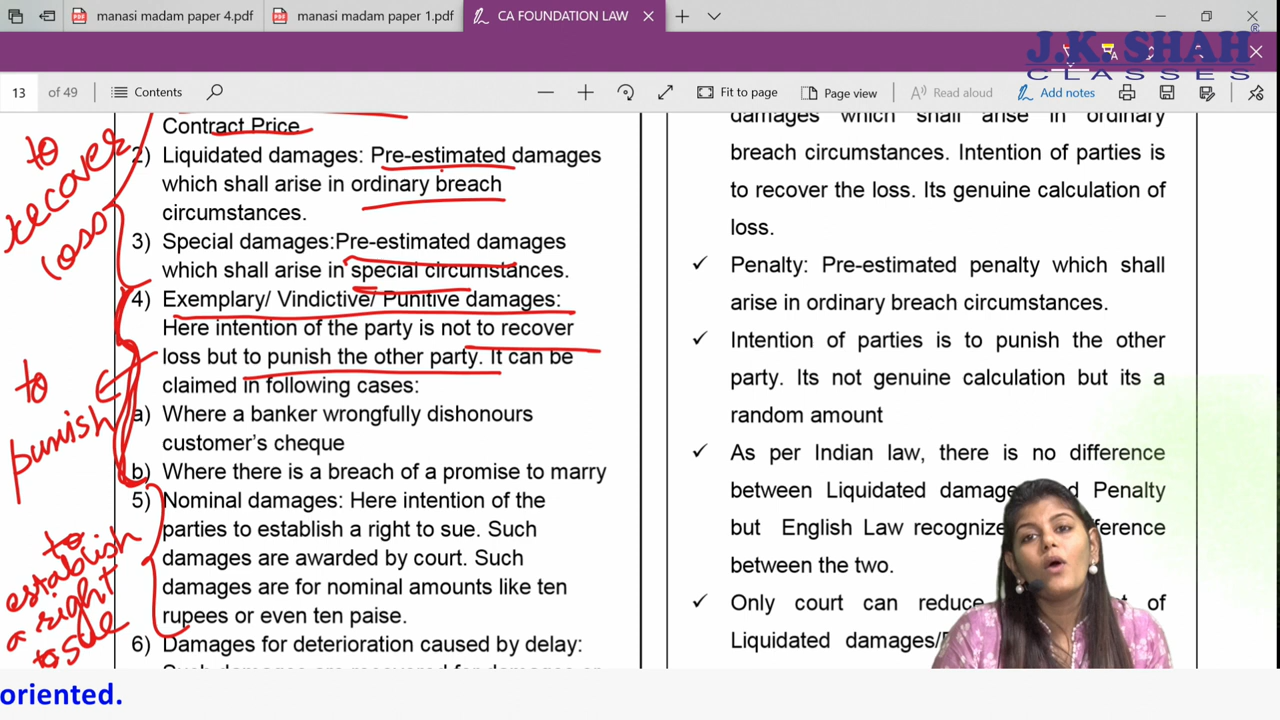 manasi madam paper 4.pdf
manasi madam paper 1.pdf
CA FOUNDATION LAW
J.K. SHAH®
CLASSES
13 of 49
Contents
Fit to page
Page view
Read aloud
Add notes
Contract Price
2) Liquidated damages: Pre-estimated damages
which shall arise in ordinary breach
circumstances.
3) Special damages:Pre-estimated damages
which shall arise in special circumstances.
4) Exemplary/ Vindictive/ Punitive damages:
Here intention of the party is not to recover
loss but to punish the other party. It can be
claimed in following cases:
a) Where a banker wrongfully dishonours
customer's cheque
b) Where there is a breach of a promise to marry
5) Nominal damages: Here intention of the
parties to establish a right to sue. Such
damages are awarded by court. Such
damages are for nominal amounts like ten
rupees or even ten paise.
6) Damages for deterioration caused by delay:
to
recover
loss
to
punish
to
establish
a right
to sue
damages which shall arise in ordinary
breach circumstances. Intention of parties is
to recover the loss. Its genuine calculation of
loss.
✓ Penalty: Pre-estimated penalty which shall
arise in ordinary breach circumstances.
✓ Intention of parties is to punish the other
party. Its not genuine calculation but its a
random amount
✓ As per Indian law, there is no difference
between Liquidated damage Penalty
but English Law recognize ference
between the two.
✓ Only court can reduce of
Liquidated damages/
oriented.